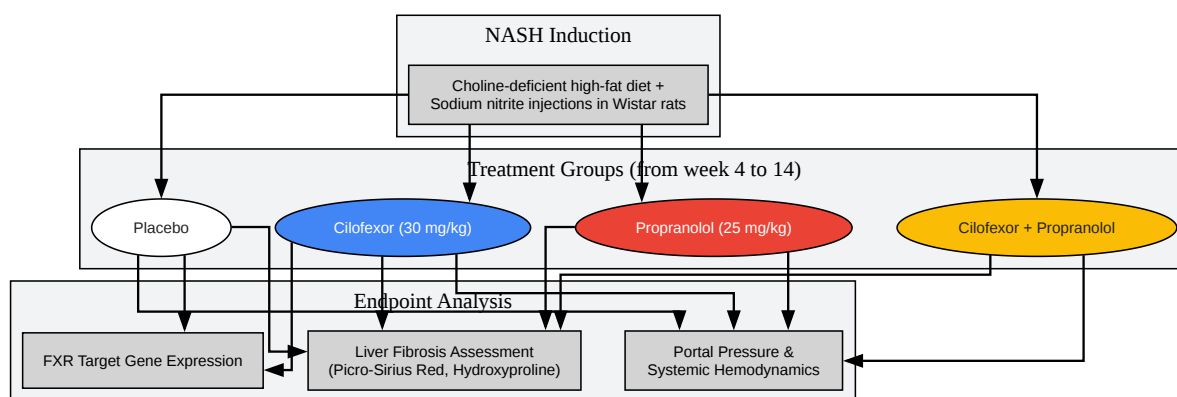 NASH Induction
Choline-deficient high-fat diet +
Sodium nitrite injections in Wistar rats
Treatment Groups (from week 4 to 14)
Placebo
Cilofexor (30 mg/kg)
Propranolol (25 mg/kg)
Cilofexor + Propranolol
Endpoint Analysis
FXR Target Gene Expression
Liver Fibrosis Assessment
(Picro-Sirius Red, Hydroxyproline)
Portal Pressure &
Systemic Hemodynamics